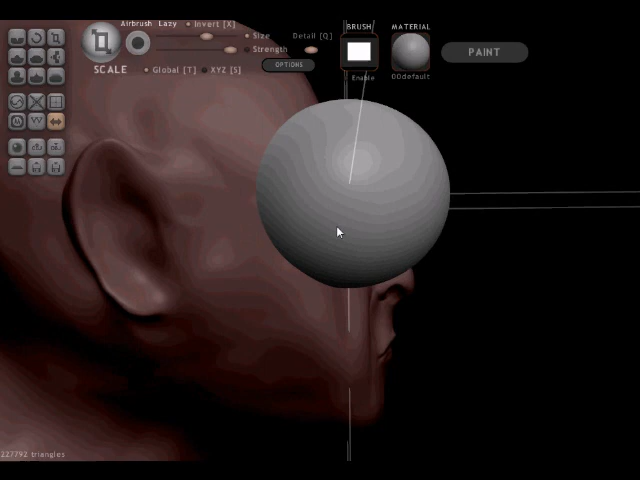 Airbrush Lazy Invert [X]
Size Detail [Q]
Strength
OPTIONS
SCALE Global [T] XYZ [S]
BRUSH
Enable
MATERIAL
00default
PAINT
227792 triangles